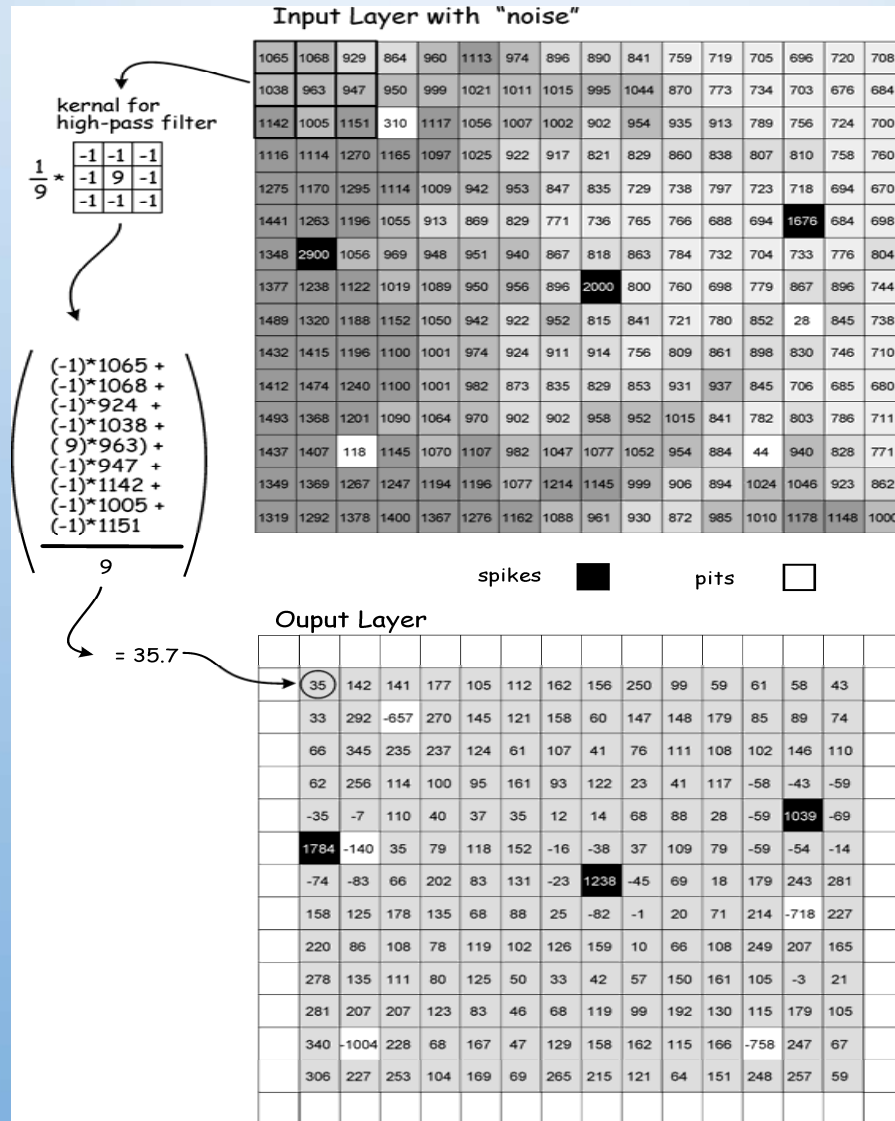 Input Layer with “noise”
1065 1068 929 864 960 1113 974 896 890 841 759 719 705 696 720 708
1038 963 947 950 999 1021 1011 1015 995 1044 870 773 734 703 676 684
1142 1005 1151 310 1117 1056 1007 1002 902 954 935 913 789 756 724 700
1116 1114 1270 1165 1097 1025 922 917 821 829 860 838 807 810 758 760
1275 1170 1295 1114 1009 942 953 847 835 729 738 797 723 718 694 670
1441 1263 1196 1055 913 869 829 771 736 765 766 688 694 1676 684 698
1348 2900 1056 969 948 951 940 867 818 863 784 732 704 733 776 804
1377 1238 1122 1019 1089 950 956 896 2000 800 760 698 779 867 896 744
1489 1320 1188 1152 1050 942 922 952 815 841 721 780 852 28 845 738
1432 1415 1196 1100 1001 974 924 911 914 756 809 861 898 830 746 710
1412 1474 1240 1100 1001 982 873 835 829 853 931 937 845 706 685 680
1493 1368 1201 1090 1064 970 902 902 958 952 1015 841 782 803 786 711
1437 1407 118 1145 1070 1107 982 1047 1077 1052 954 884 44 940 828 771
1349 1369 1267 1247 1194 1196 1077 1214 1145 999 906 894 1024 1046 923 862
1319 1292 1378 1400 1367 1276 1162 1088 961 930 872 985 1010 1178 1148 1000
kernal for
high-pass filter
1/9 *
-1 -1 -1
-1 9 -1
-1 -1 -1
(-1)*1065 +
(-1)*1068 +
(-1)*924 +
(-1)*1038 +
( 9)*963) +
(-1)*947 +
(-1)*1142 +
(-1)*1005 +
(-1)*1151
9
= 35.7
spikes
pits
Ouput Layer
35 142 141 177 105 112 162 156 250 99 59 61 58 43
33 292 -657 270 145 121 158 60 147 148 179 85 89 74
66 345 235 237 124 61 107 41 76 111 108 102 146 110
62 256 114 100 95 161 93 122 23 41 117 -58 -43 -59
-35 -7 110 40 37 35 12 14 68 88 28 -59 1039 -69
1784 -140 35 79 118 152 -16 -38 37 109 79 -59 -54 -14
-74 -83 66 202 83 131 -23 1238 -45 69 18 179 243 281
158 125 178 135 68 88 25 -82 -1 20 71 214 -718 227
220 86 108 78 119 102 126 159 10 66 108 249 207 165
278 135 111 80 125 50 33 42 57 150 161 105 -3 21
281 207 207 123 83 46 68 119 99 192 130 115 179 105
340 -1004 228 68 167 47 129 158 162 115 166 -758 247 67
306 227 253 104 169 69 265 215 121 64 151 248 257 59